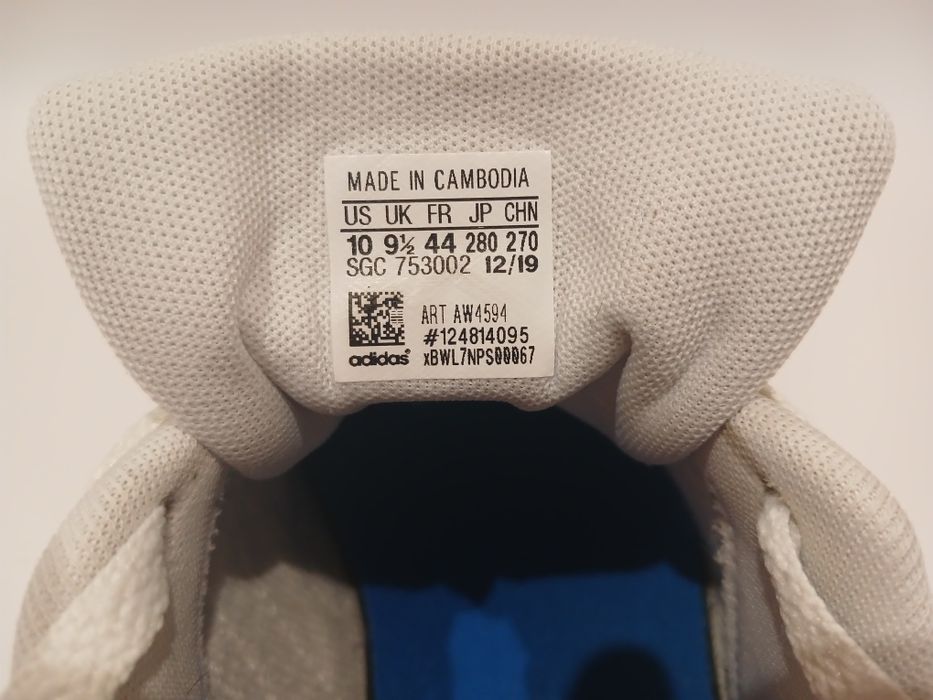 MADE IN CAMBODIA
US UK FR JP CHN
10 9½ 44 280 270
SGC 753002 12/19
ART AW4594
#124814095
adidas® xBWL7NPS00067